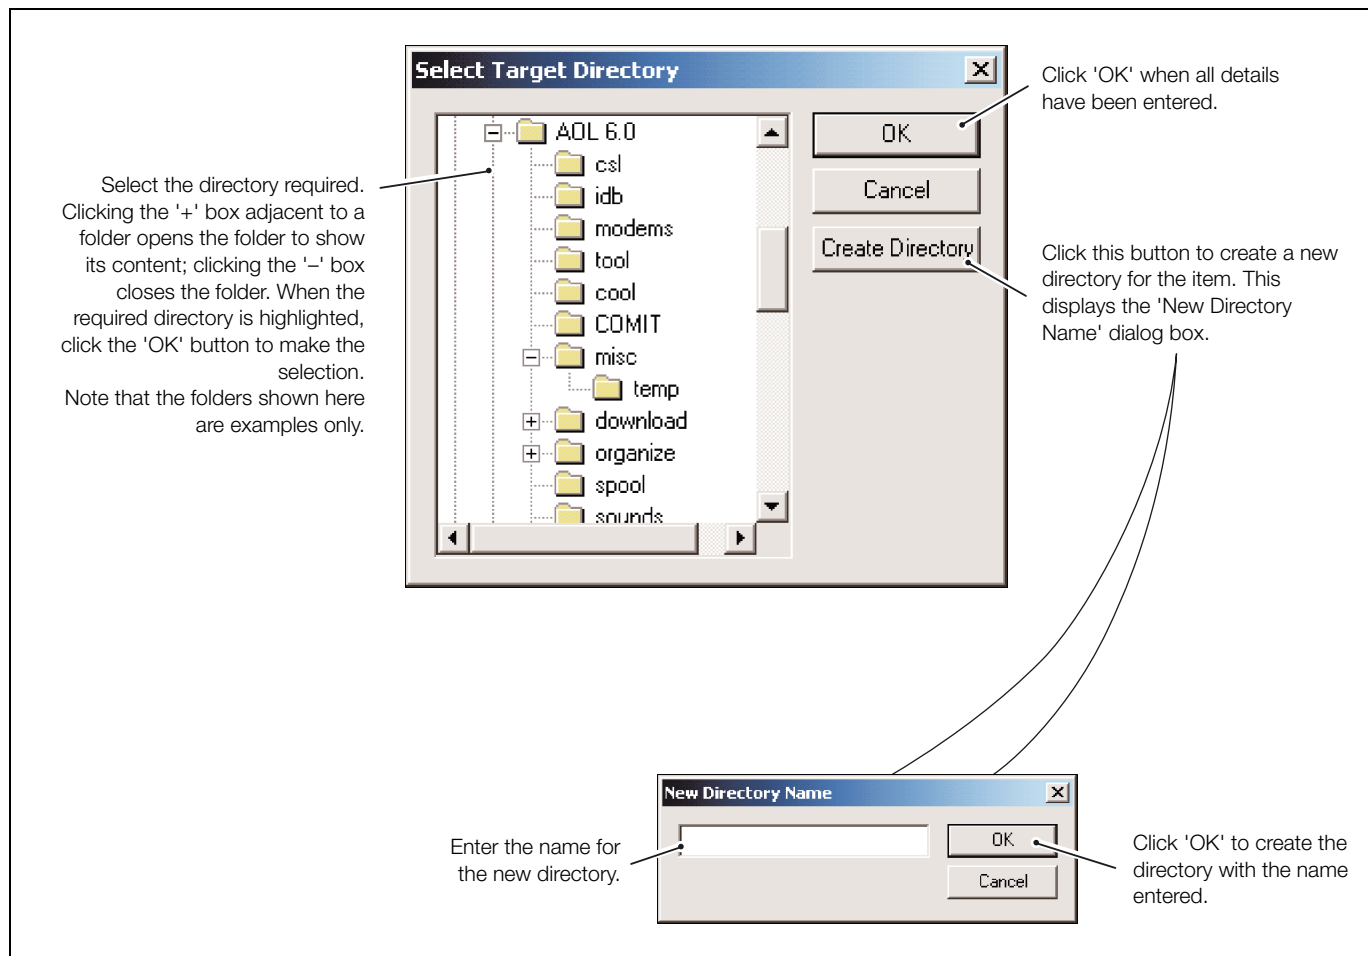 Select Target Directory
AOL 6.0
csl
idb
modems
tool
cool
COMIT
misc
temp
download
organize
spool
sounds
OK
Cancel
Create Directory
Click 'OK' when all details
have been entered.
Select the directory required.
Clicking the '+' box adjacent to a
folder opens the folder to show
its content; clicking the '–' box
closes the folder. When the
required directory is highlighted,
click the 'OK' button to make the
selection.
Note that the folders shown here
are examples only.
Click this button to create a new
directory for the item. This
displays the 'New Directory
Name' dialog box.
New Directory Name
OK
Cancel
Enter the name for
the new directory.
Click 'OK' to create the
directory with the name
entered.